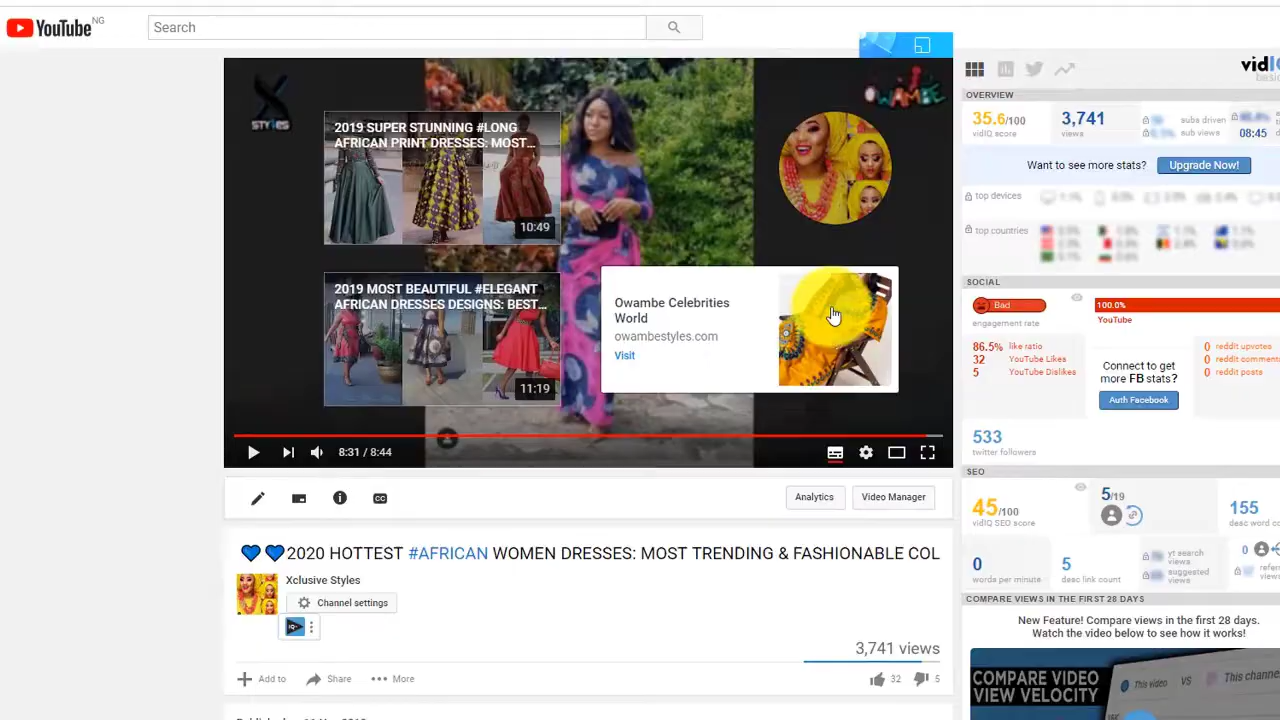 YouTube NG
Search
STYLES
OWAMBE
2019 SUPER STUNNING #LONG
AFRICAN PRINT DRESSES: MOST...
10:49
2019 MOST BEAUTIFUL #ELEGANT
AFRICAN DRESSES DESIGNS: BEST...
11:19
Owambe Celebrities
World
owambestyles.com
Visit
8:31 / 8:44
Analytics
Video Manager
2020 HOTTEST #AFRICAN WOMEN DRESSES: MOST TRENDING & FASHIONABLE COL
Xclusive Styles
Channel settings
3,741 views
Add to
Share
More
32
5
vidI
basic
OVERVIEW
35.6/100
vidIQ score
3,741
views
subs driven
sub views
08:45
Want to see more stats?
Upgrade Now!
top devices
top countries
SOCIAL
Bad
engagement rate
100.0%
YouTube
86.5% like ratio
32 YouTube Likes
5 YouTube Dislikes
Connect to get
more FB stats?
Auth Facebook
0 reddit upvotes
0 reddit comments
0 reddit posts
533
twitter followers
SEO
45/100
vidIQ SEO score
5/19
155
desc word co
0
words per minute
5
desc link count
yt search
views
suggested
views
0
refer
views
COMPARE VIEWS IN THE FIRST 28 DAYS
New Feature! Compare views in the first 28 days.
Watch the video below to see how it works!
COMPARE VIDEO
VIEW VELOCITY
This video
VS
This channel